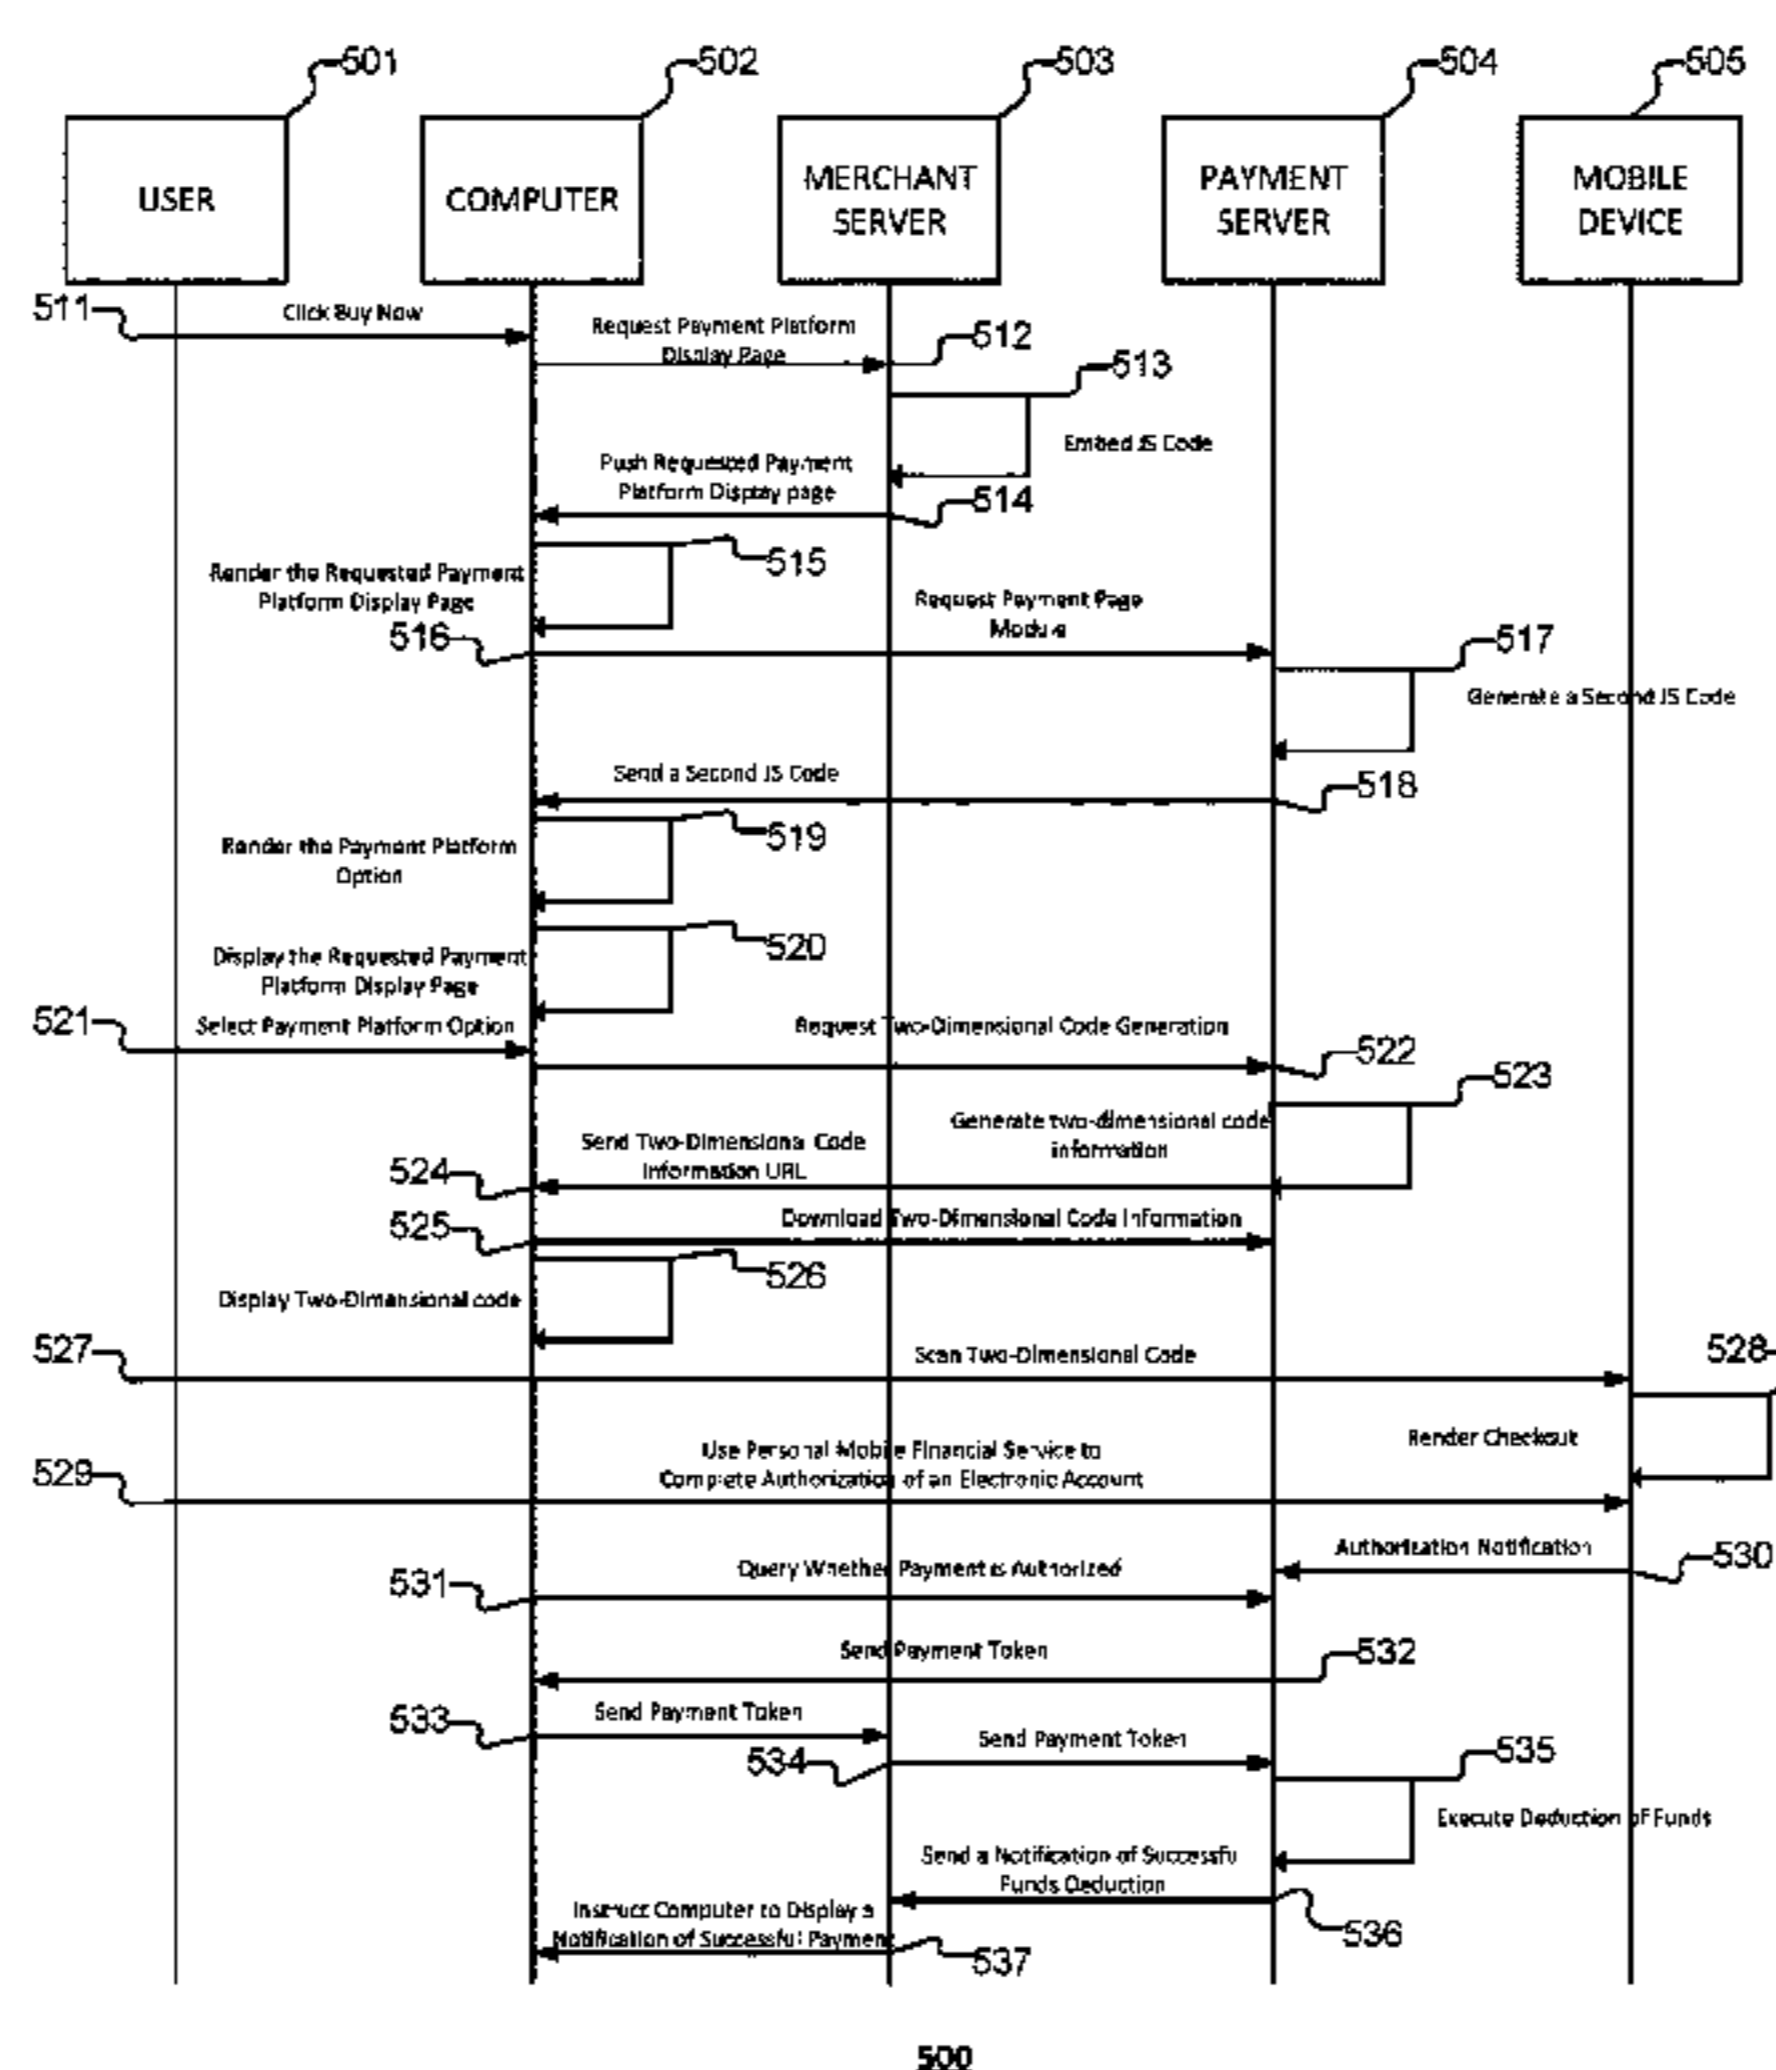 501
502
503
504
505
USER
COMPUTER
MERCHANT
SERVER
PAYMENT
SERVER
MOBILE
DEVICE
511
Click Buy Now
Request Payment Platform
Display Page
512
513
Embed JS Code
Push Requested Payment
Platform Display page
514
515
Render the Requested Payment
Platform Display Page
516
Request Payment Page
Module
517
Generate a Second JS Code
Send a Second JS Code
518
519
Render the Payment Platform
Option
520
Display the Requested Payment
Platform Display Page
521
Select Payment Platform Option
Request Two-Dimensional Code Generation
522
523
Generate two-dimensional code
information
Send Two-Dimensional Code
Information URL
524
525
Download Two-Dimensional Code Information
526
Display Two-Dimensional code
527
Scan Two-Dimensional Code
528
Render Checkout
Use Personal Mobile Financial Service to
Complete Authorization of an Electronic Account
529
Authorization Notification
530
Query Whether Payment is Authorized
531
Send Payment Token
532
Send Payment Token
533
Send Payment Token
534
535
Execute Deduction of Funds
Send a Notification of Successfu
Funds Deduction
536
Instruct Computer to Display a
Notification of Successful Payment
537
500